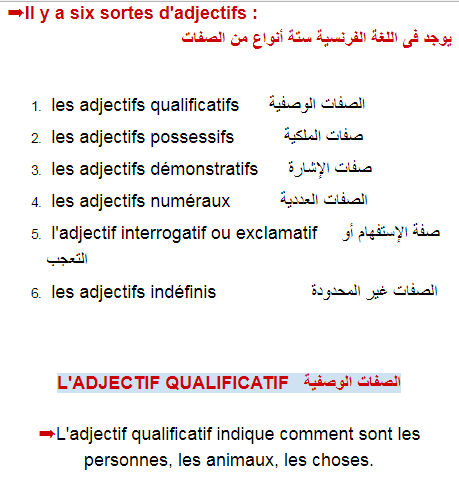 ➡Il y a six sortes d'adjectifs :
يوجد فى اللغة الفرنسية ستة أنواع من الصفات
1. les adjectifs qualificatifs الصفات الوصفية
2. les adjectifs possessifs صفات الملكية
3. les adjectifs démonstratifs صفات الإشارة
4. les adjectifs numéraux الصفات العددية
5. l'adjectif interrogatif ou exclamatif صفة الإستفهام أو
التعجب
6. les adjectifs indéfinis الصفات غير المحدودة
L'ADJECTIF QUALIFICATIF الصفات الوصفية
➡L'adjectif qualificatif indique comment sont les
personnes, les animaux, les choses.